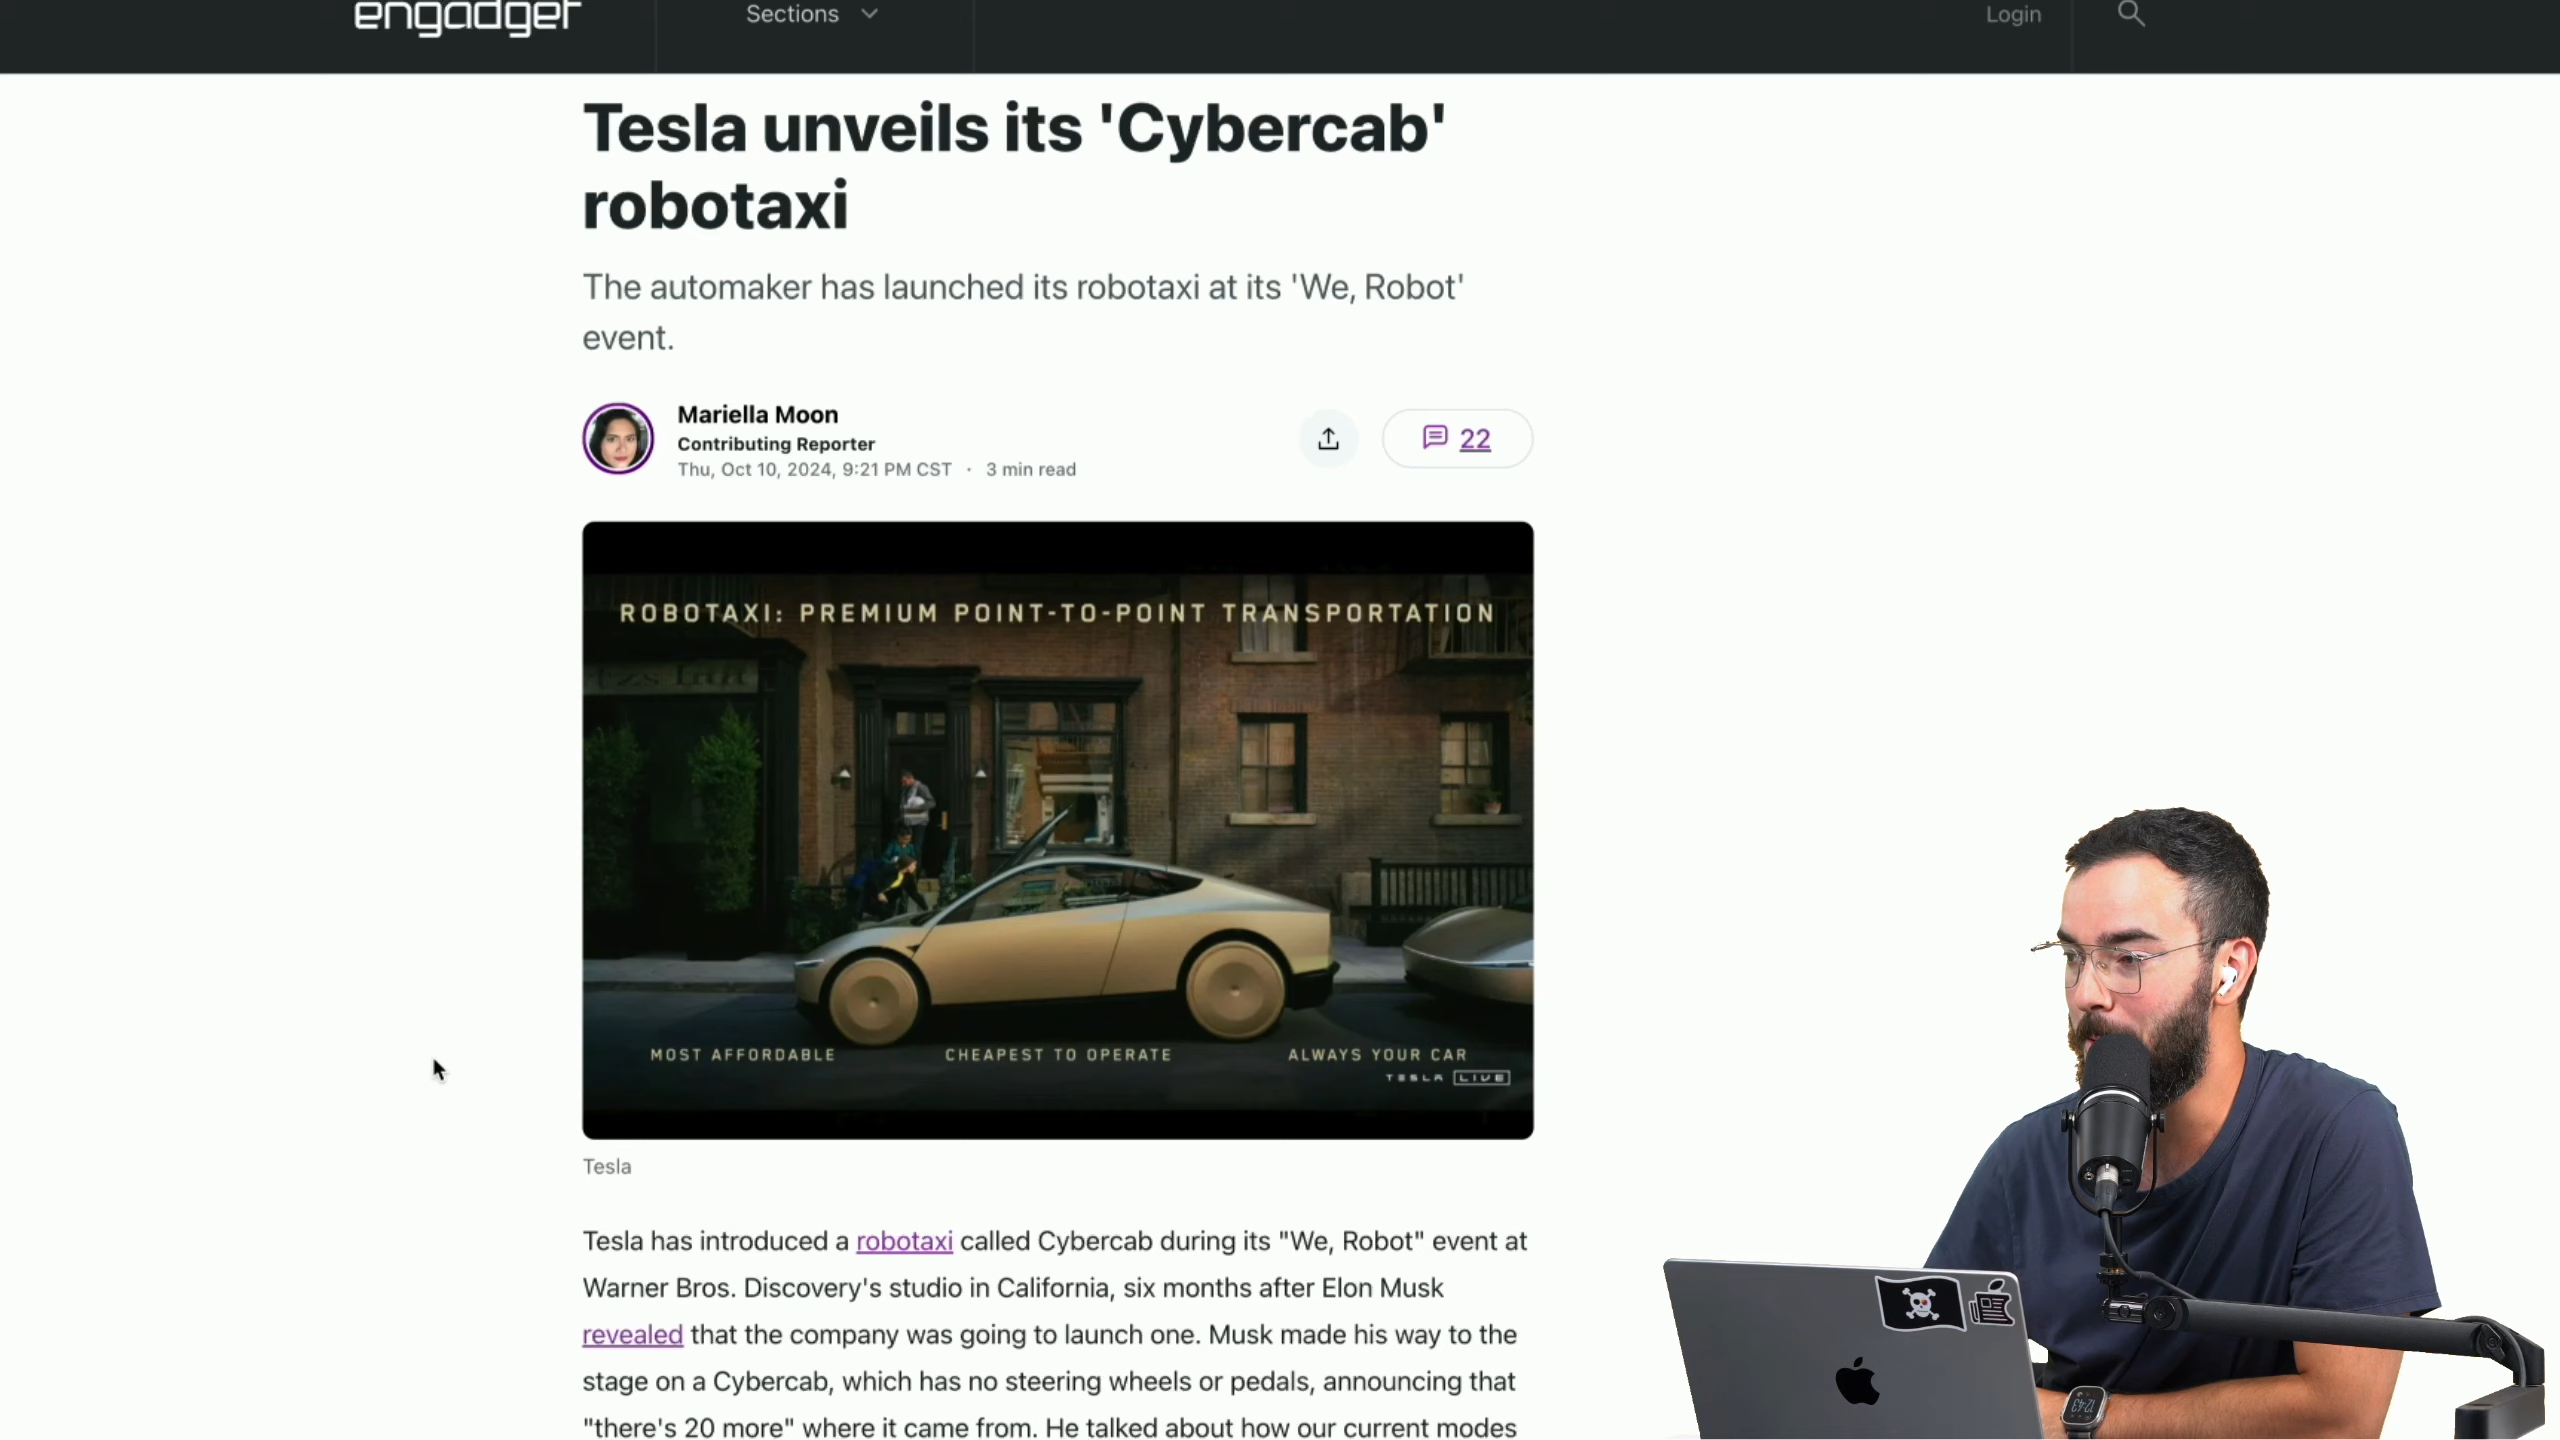 engadget
Sections
Login
Tesla unveils its 'Cybercab'
robotaxi
The automaker has launched its robotaxi at its 'We, Robot'
event.
Mariella Moon
Contributing Reporter
Thu, Oct 10, 2024, 9:21 PM CST · 3 min read
22
ROBOTAXI: PREMIUM POINT-TO-POINT TRANSPORTATION
MOST AFFORDABLE
CHEAPEST TO OPERATE
ALWAYS YOUR CAR
TESLA LIVE
Tesla
Tesla has introduced a robotaxi called Cybercab during its "We, Robot" event at
Warner Bros. Discovery's studio in California, six months after Elon Musk
revealed that the company was going to launch one. Musk made his way to the
stage on a Cybercab, which has no steering wheels or pedals, announcing that
"there's 20 more" where it came from. He talked about how our current modes